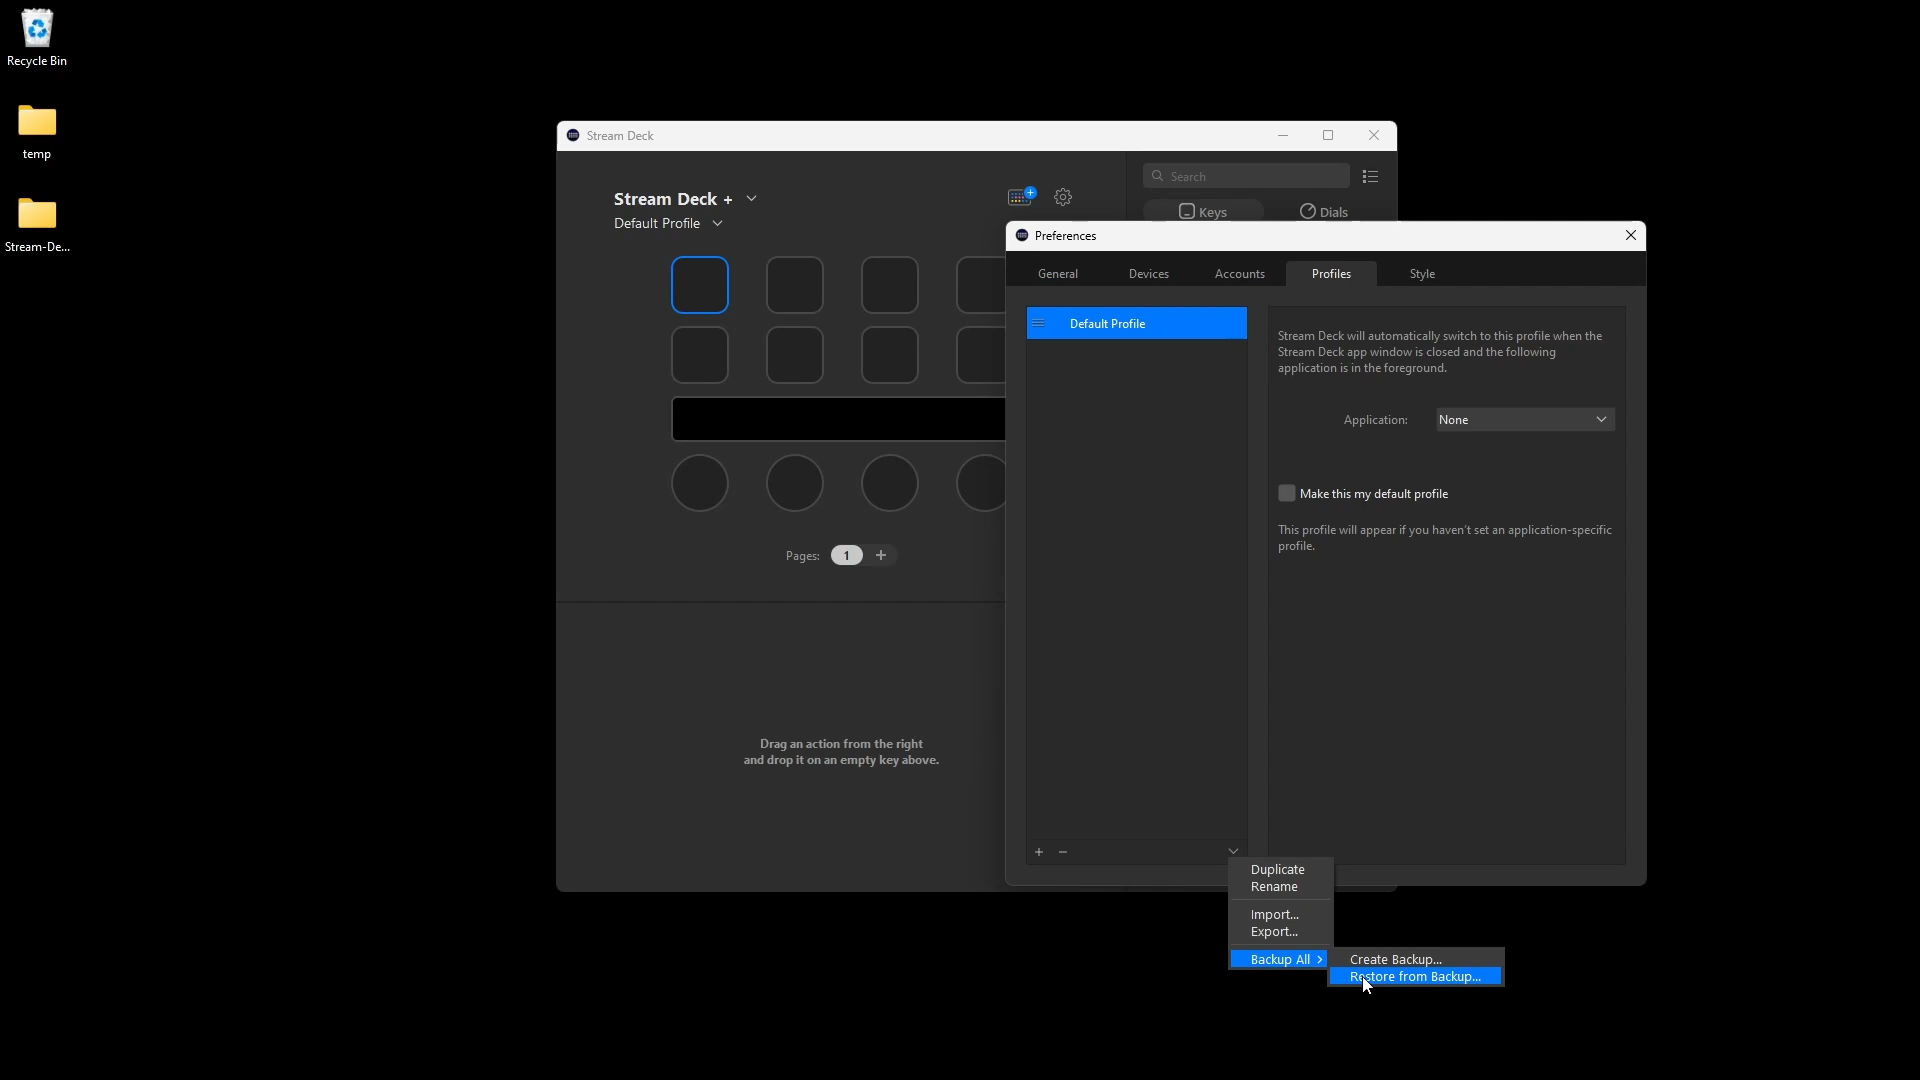 Recycle Bin
temp
Stream-De...
Stream Deck
Stream Deck +
Default Profile
Search
Keys
Dials
Pages:
1
+
Drag an action from the right
and drop it on an empty key above.
Preferences
General
Devices
Accounts
Profiles
Style
Default Profile
Stream Deck will automatically switch to this profile when the
Stream Deck app window is closed and the following
application is in the foreground.
Application:
None
Make this my default profile
This profile will appear if you haven't set an application-specific
profile.
+
−
Duplicate
Rename
Import...
Export...
Backup All
Create Backup...
Restore from Backup...